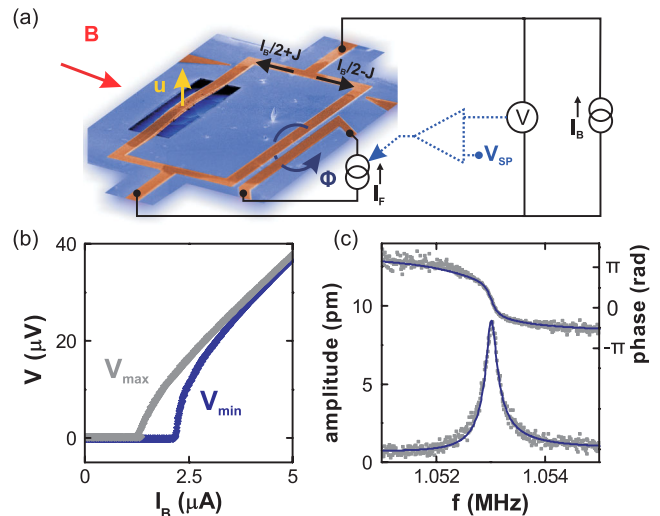 (a)
B
u
I_B/2+J
I_B/2-J
Φ
I_F
V_SP
V
I_B
(b)
V (μV)
40
20
0
V_max
V_min
0
2.5
5
I_B (μA)
(c)
amplitude (pm)
10
5
0
phase (rad)
π
0
-π
1.052
1.054
f (MHz)